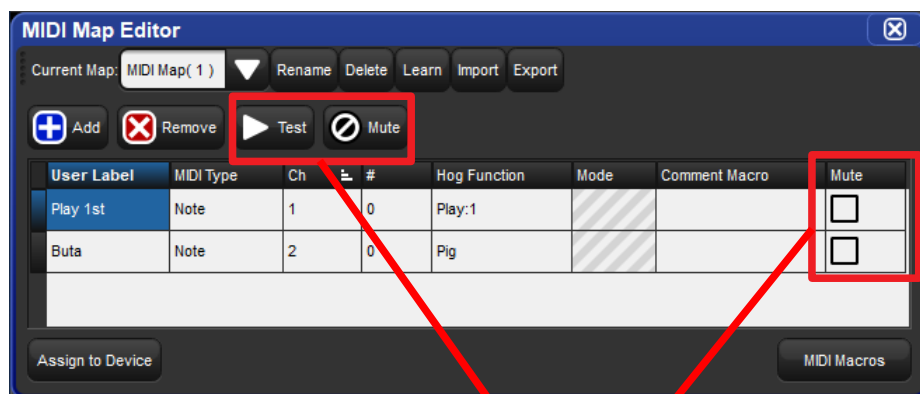 MIDI Map Editor
Current Map: MIDI Map( 1 ) Rename Delete Learn Import Export
Add Remove Test Mute
User Label MIDI Type Ch # Hog Function Mode Comment Macro Mute
Play 1st Note 1 0 Play:1
Buta Note 2 0 Pig
Assign to Device MIDI Macros